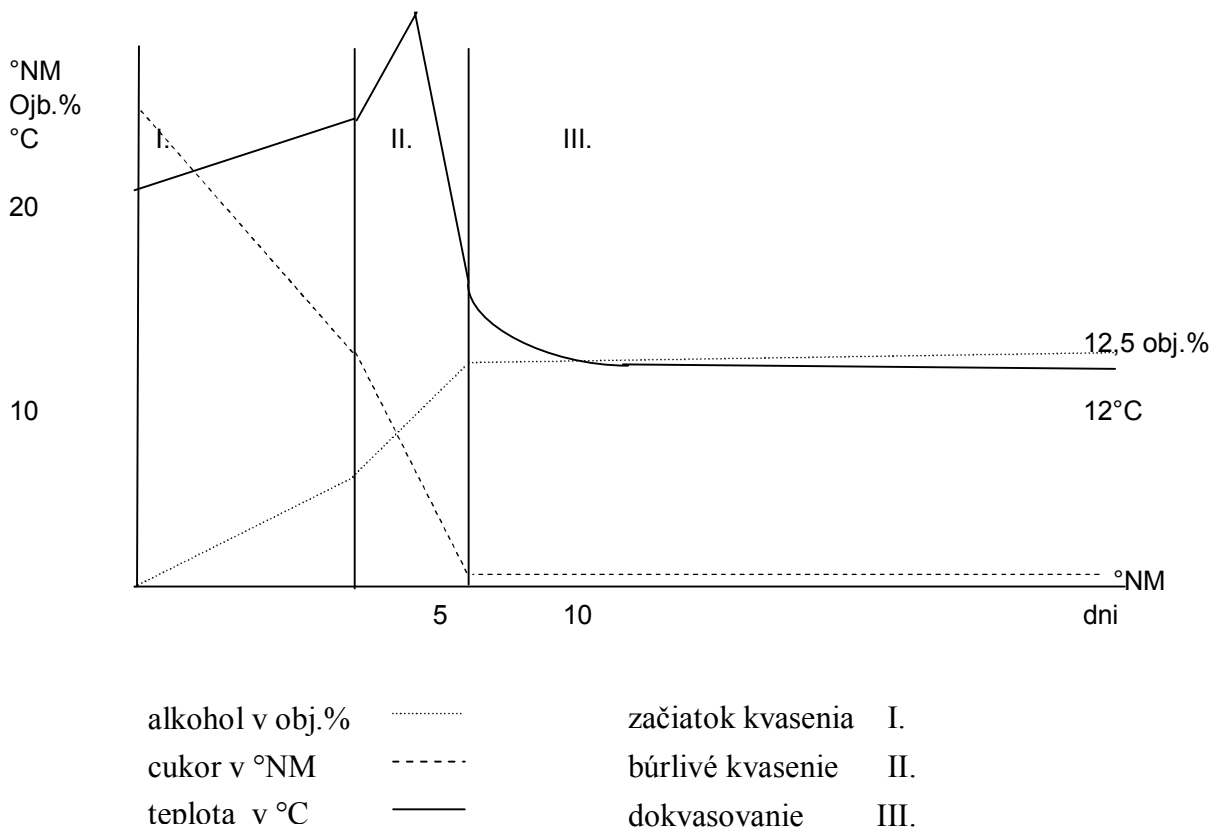 °NM
Ojb.%
°C
I.
II.
III.
20
12,5 obj.%
10
12°C
°NM
5
10
dni
alkohol v obj.%
začiatok kvasenia I.
cukor v °NM
búrlivé kvasenie II.
teplota v °C
dokvasovanie III.